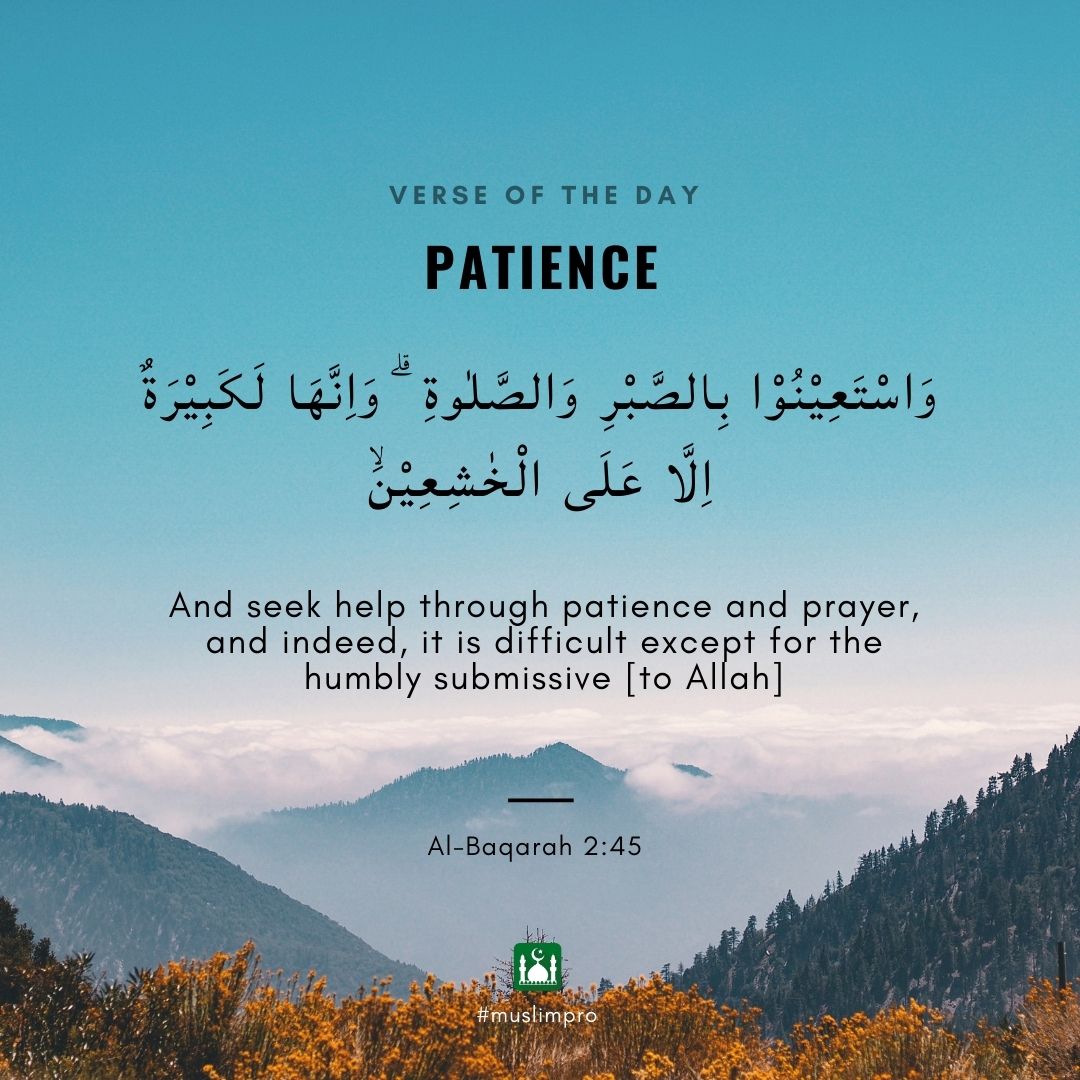 VERSE OF THE DAY
PATIENCE
وَاسْتَعِيْنُوْا بِالصَّبْرِ وَالصَّلٰوةِ ۗ وَاِنَّهَا لَكَبِيْرَةٌ
اِلَّا عَلَى الْخٰشِعِيْنَۙ
And seek help through patience and prayer,
and indeed, it is difficult except for the
humbly submissive [to Allah]
Al-Baqarah 2:45
#muslimpro